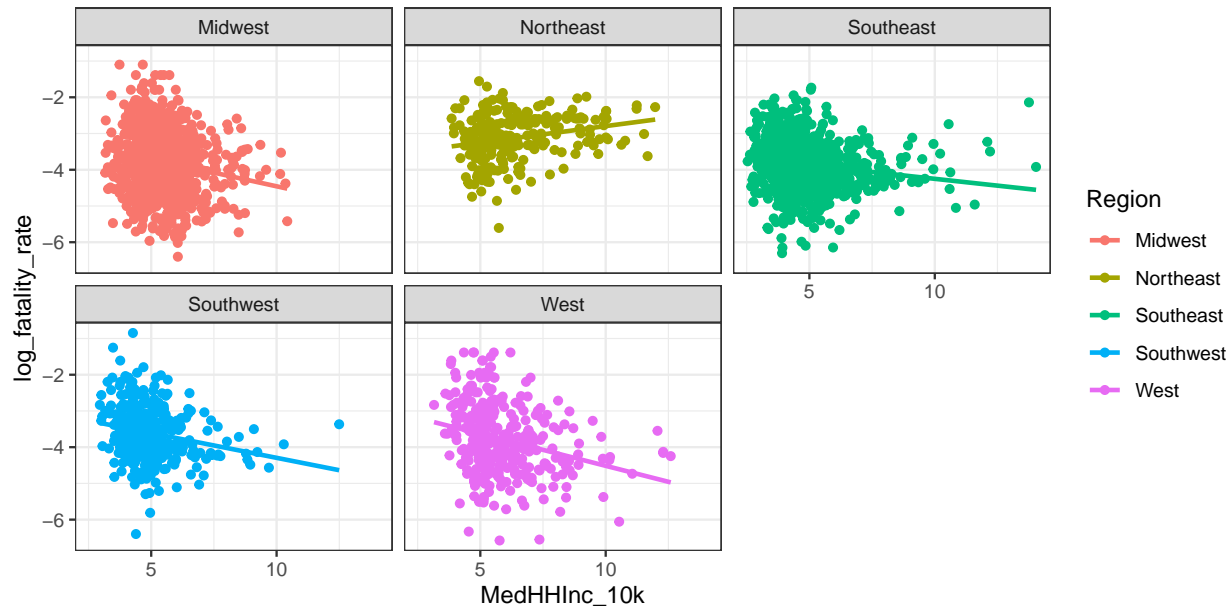 Midwest
Northeast
Southeast
−2
−4
−6
5
10
Southwest
West
−2
−4
−6
5
10
5
10
MedHHInc_10k
log_fatality_rate
Region
Midwest
Northeast
Southeast
Southwest
West